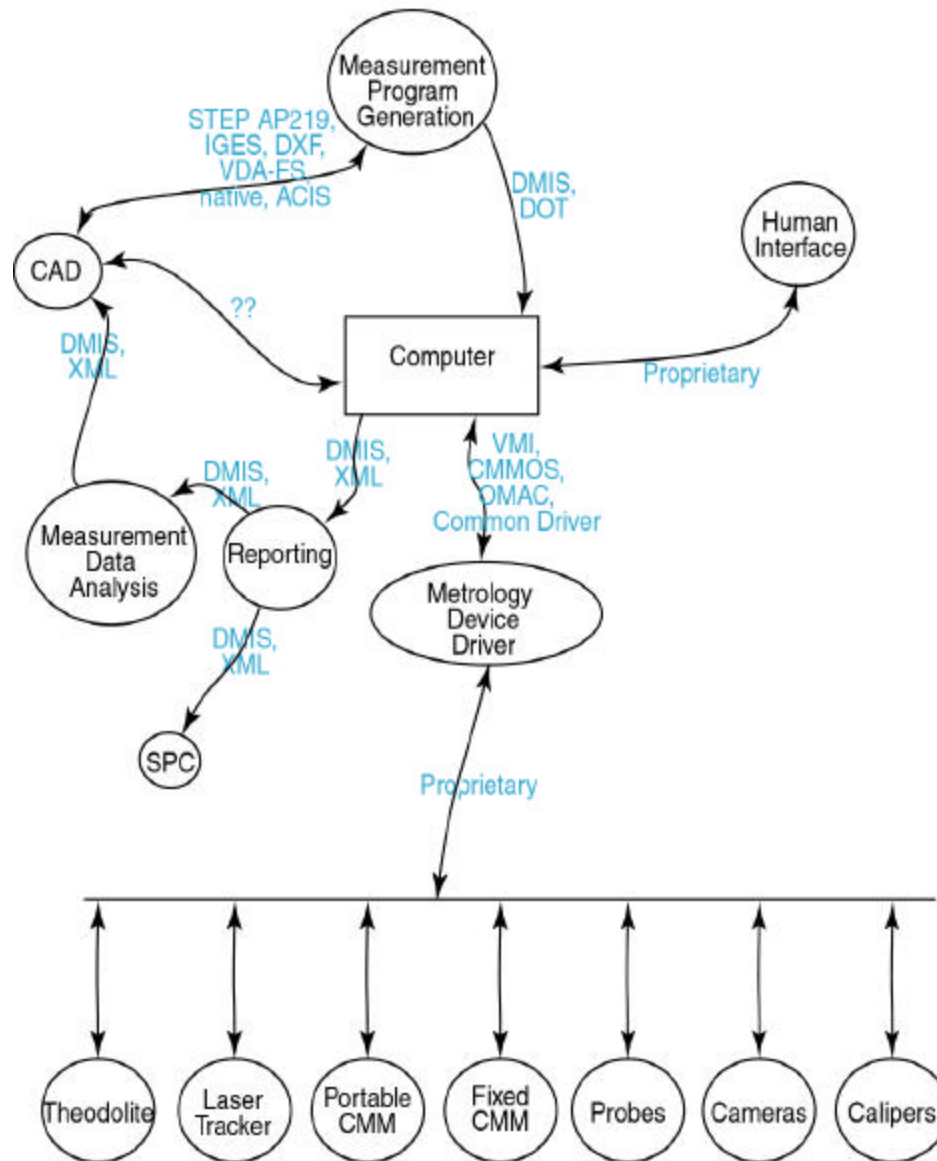 Measurement
Program
Generation
STEP AP219,
IGES, DXF,
VDA-FS,
native, ACIS
DMIS,
DOT
Human
Interface
CAD
??
DMIS,
XML
Computer
Proprietary
DMIS,
XML
VMI,
CMMOS,
OMAC,
Common Driver
DMIS,
XML
Measurement
Data
Analysis
Reporting
Metrology
Device
Driver
DMIS,
XML
SPC
Proprietary
Theodolite
Laser
Tracker
Portable
CMM
Fixed
CMM
Probes
Cameras
Calipers